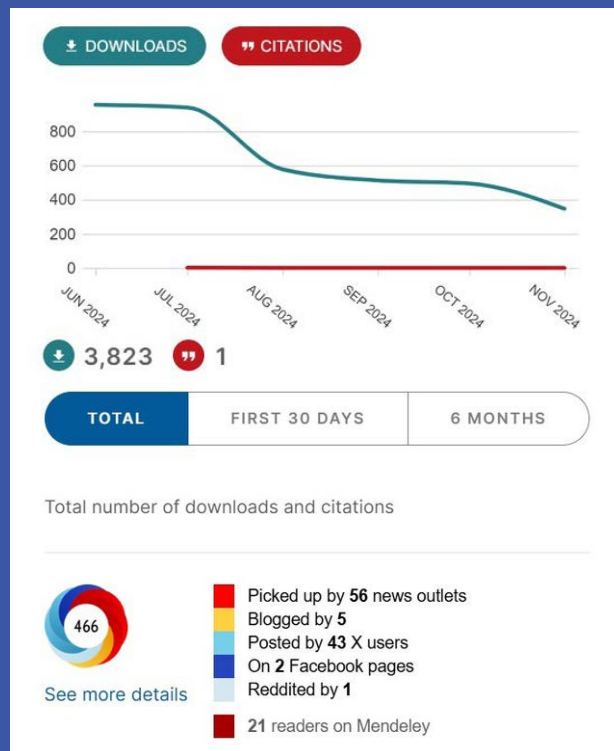 DOWNLOADS
CITATIONS
800
600
400
200
0
JUN 2024
JUL 2024
AUG 2024
SEP 2024
OCT 2024
NOV 2024
3,823
1
TOTAL
FIRST 30 DAYS
6 MONTHS
Total number of downloads and citations
466
See more details
Picked up by 56 news outlets
Blogged by 5
Posted by 43 X users
On 2 Facebook pages
Reddited by 1
21 readers on Mendeley